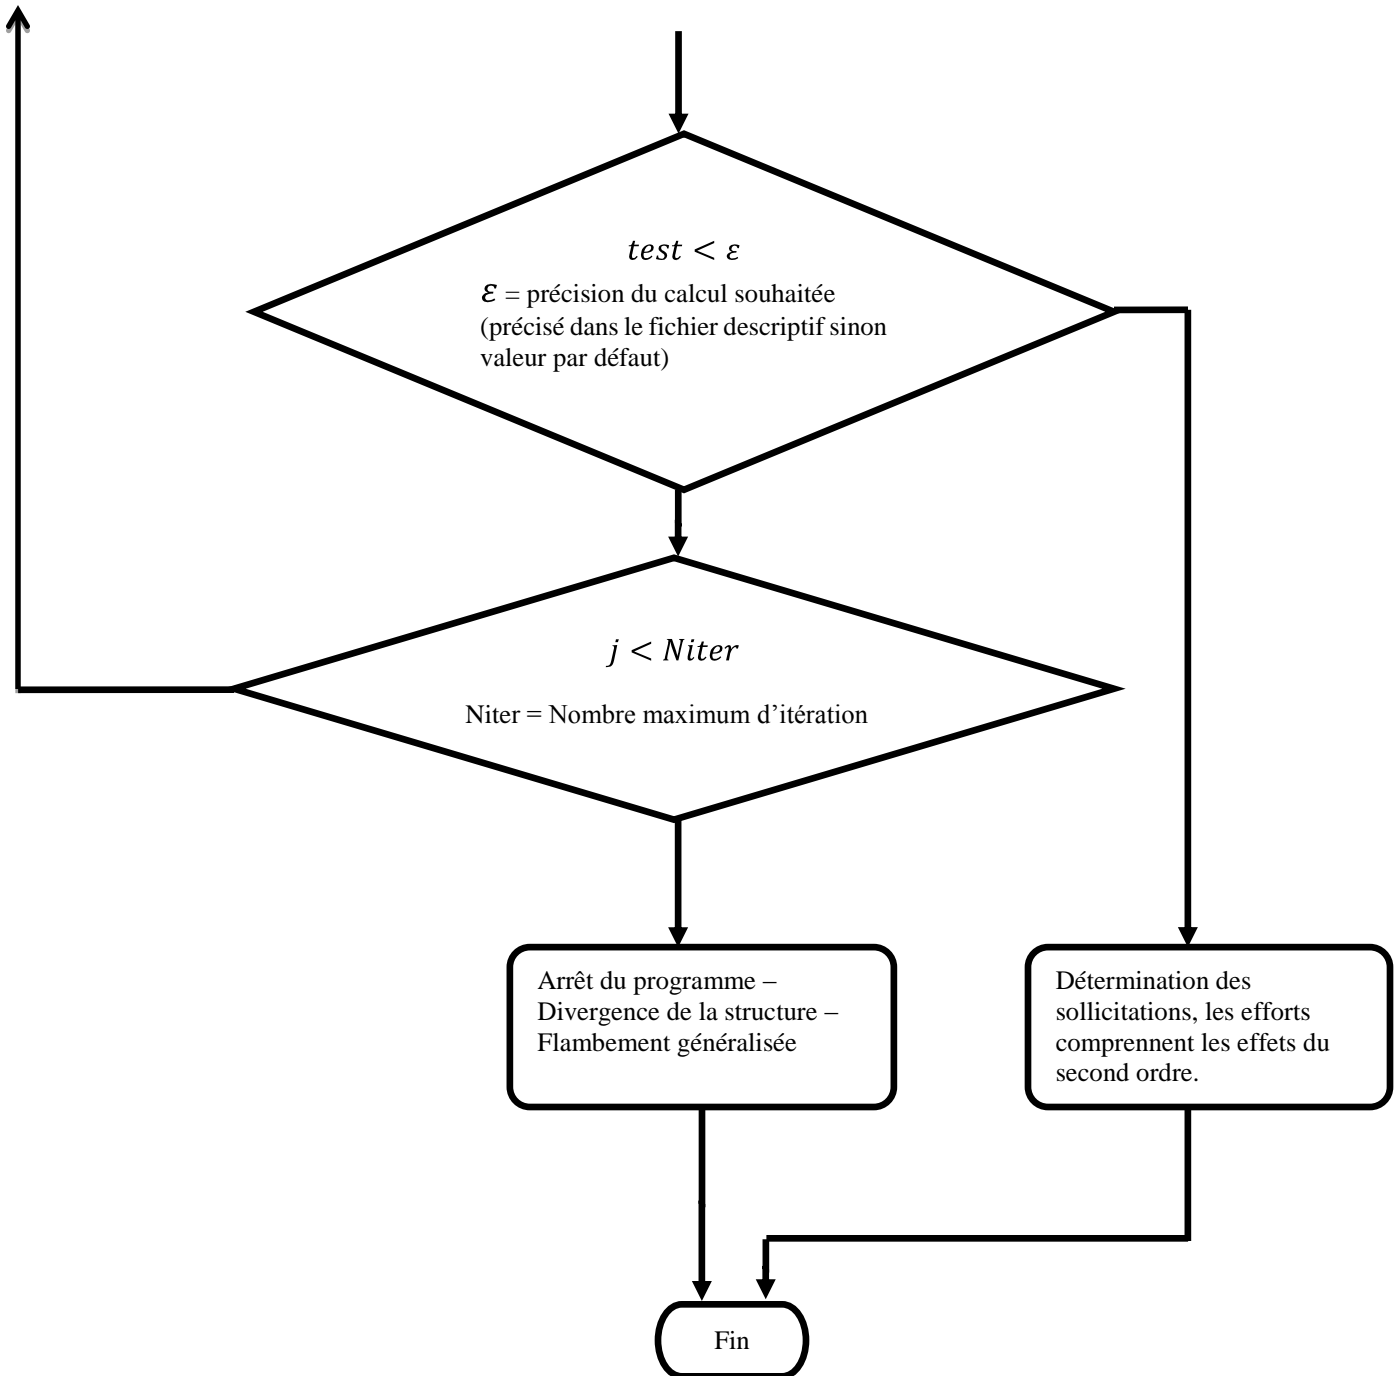 test < ε
ε = précision du calcul souhaitée
(précisé dans le fichier descriptif sinon
valeur par défaut)
j < Niter
Niter = Nombre maximum d’itération
Arrêt du programme –
Divergence de la structure –
Flambement généralisée
Détermination des
sollicitations, les efforts
comprennent les effets du
second ordre.
Fin